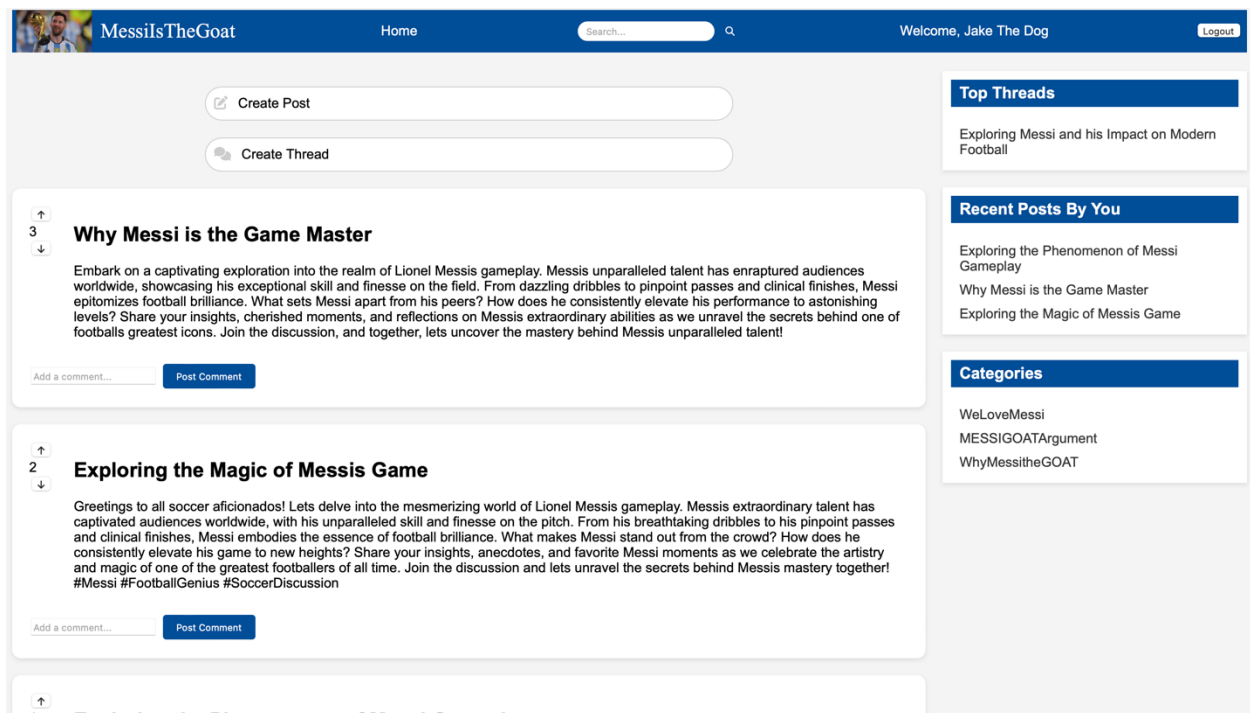 MessiIsTheGoat
Home
Search...
Welcome, Jake The Dog
Logout
Create Post
Create Thread
3
Why Messi is the Game Master
Embark on a captivating exploration into the realm of Lionel Messis gameplay. Messis unparalleled talent has enraptured audiences
worldwide, showcasing his exceptional skill and finesse on the field. From dazzling dribbles to pinpoint passes and clinical finishes, Messi
epitomizes football brilliance. What sets Messi apart from his peers? How does he consistently elevate his performance to astonishing
levels? Share your insights, cherished moments, and reflections on Messis extraordinary abilities as we unravel the secrets behind one of
footballs greatest icons. Join the discussion, and together, lets uncover the mastery behind Messis unparalleled talent!
Add a comment...
Post Comment
2
Exploring the Magic of Messis Game
Greetings to all soccer aficionados! Lets delve into the mesmerizing world of Lionel Messis gameplay. Messis extraordinary talent has
captivated audiences worldwide, with his unparalleled skill and finesse on the pitch. From his breathtaking dribbles to his pinpoint passes
and clinical finishes, Messi embodies the essence of football brilliance. What makes Messi stand out from the crowd? How does he
consistently elevate his game to new heights? Share your insights, anecdotes, and favorite Messi moments as we celebrate the artistry
and magic of one of the greatest footballers of all time. Join the discussion and lets unravel the secrets behind Messis mastery together!
#Messi #FootballGenius #SoccerDiscussion
Add a comment...
Post Comment
Top Threads
Exploring Messi and his Impact on Modern
Football
Recent Posts By You
Exploring the Phenomenon of Messi
Gameplay
Why Messi is the Game Master
Exploring the Magic of Messis Game
Categories
WeLoveMessi
MESSIGOATArgument
WhyMessitheGOAT